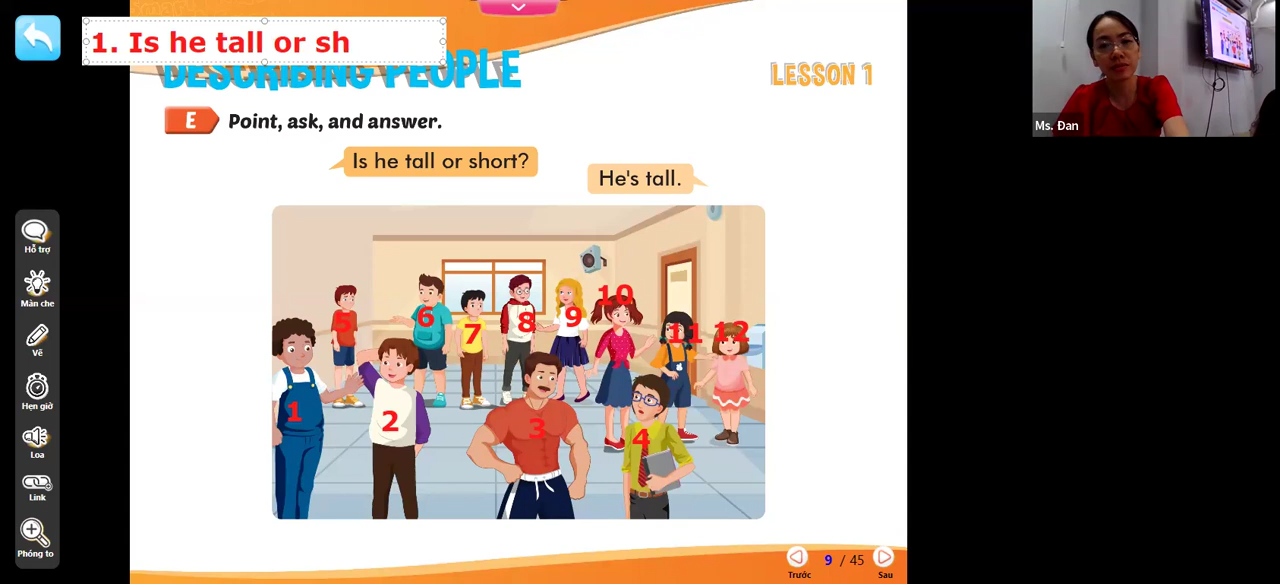 1. Is he tall or sh
DESCRIBING PEOPLE
LESSON 1
E Point, ask, and answer.
Is he tall or short?
He's tall.
Ms. Đan
Hỗ trợ
Màn che
Vẽ
Hẹn giờ
Loa
Link
Phóng to
10
5
6
7
8
9
11
12
1
2
3
4
Trước
9 / 45
Sau